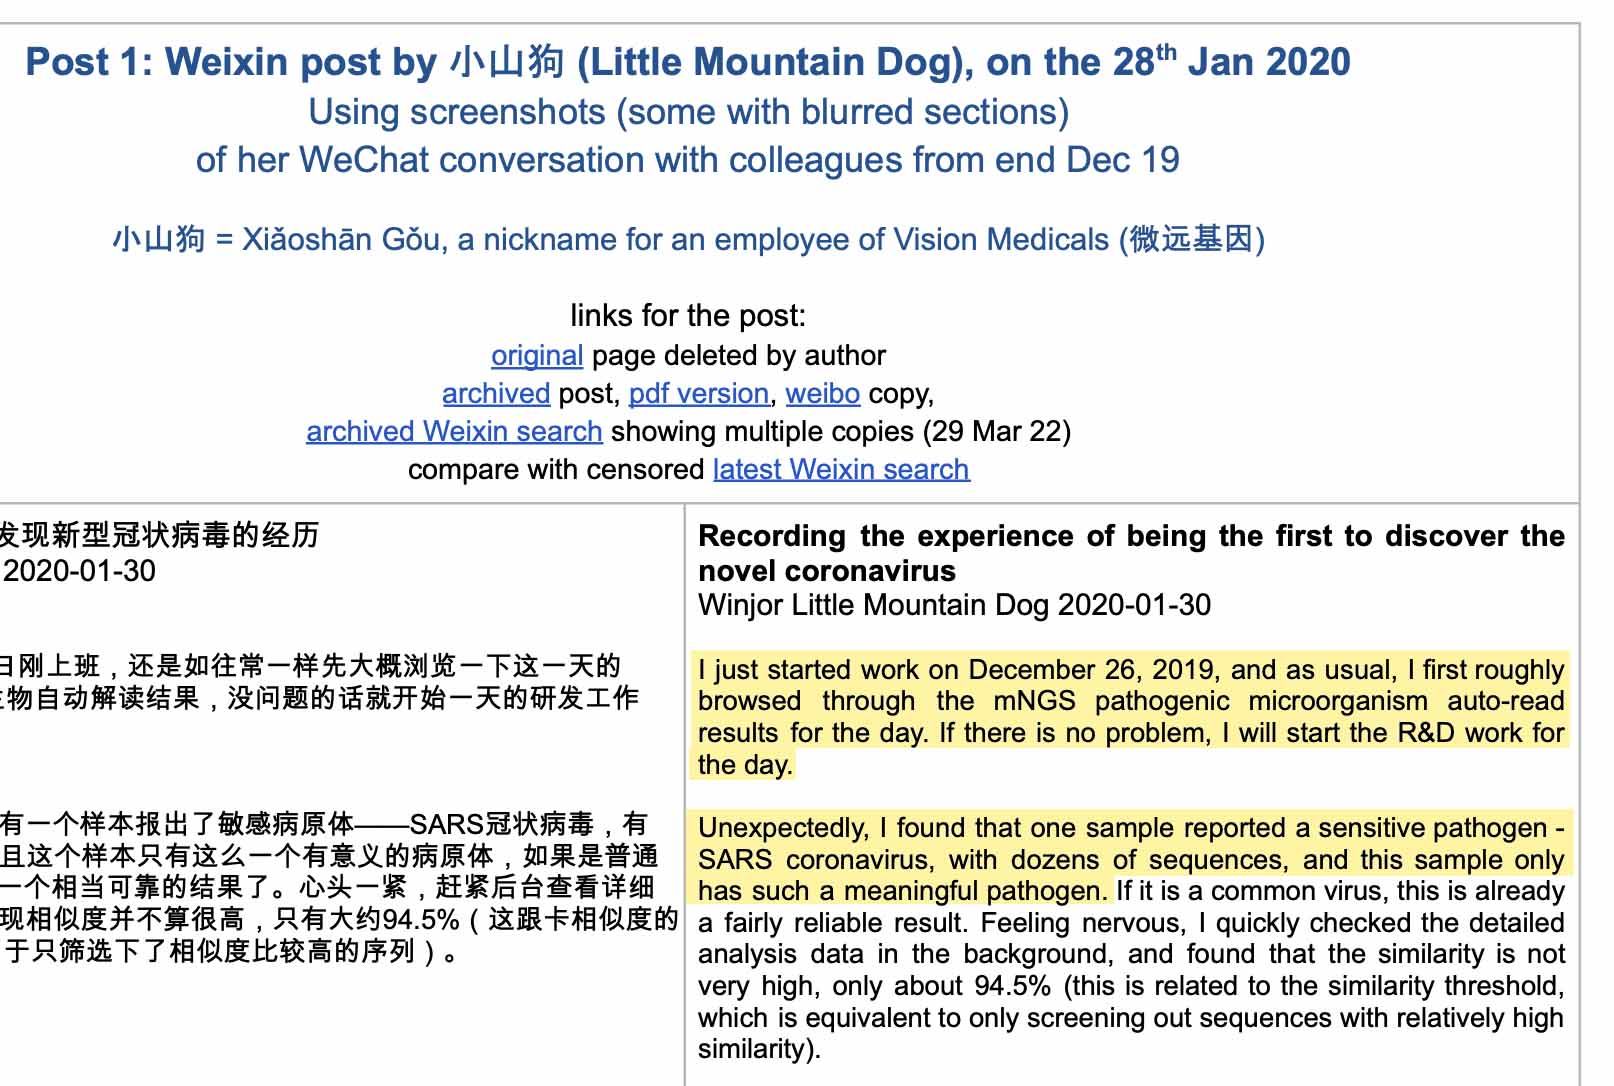 Post 1: Weixin post by 小山狗 (Little Mountain Dog), on the 28th Jan 2020
Using screenshots (some with blurred sections)
of her WeChat conversation with colleagues from end Dec 19
小山狗 = Xiǎoshān Gǒu, a nickname for an employee of Vision Medicals (微远基因)
links for the post:
original page deleted by author
archived post, pdf version, weibo copy,
archived Weixin search showing multiple copies (29 Mar 22)
compare with censored latest Weixin search
发现新型冠状病毒的经历
2020-01-30
日刚上班，还是如往常一样先大概浏览一下这一天的
生物自动解读结果，没问题的话就开始一天的研发工作
有一个样本报出了敏感病原体——SARS冠状病毒，有
且这个样本只有这么一个有意义的病原体，如果是普通
一个相当可靠的结果了。心头一紧，赶紧后台查看详细
现相似度并不算很高，只有大约94.5%（这跟卡相似度的
于只筛选下了相似度比较高的序列）。
Recording the experience of being the first to discover the
novel coronavirus
Winjor Little Mountain Dog 2020-01-30
I just started work on December 26, 2019, and as usual, I first roughly
browsed through the mNGS pathogenic microorganism auto-read
results for the day. If there is no problem, I will start the R&D work for
the day.
Unexpectedly, I found that one sample reported a sensitive pathogen -
SARS coronavirus, with dozens of sequences, and this sample only
has such a meaningful pathogen. If it is a common virus, this is already
a fairly reliable result. Feeling nervous, I quickly checked the detailed
analysis data in the background, and found that the similarity is not
very high, only about 94.5% (this is related to the similarity threshold,
which is equivalent to only screening out sequences with relatively high
similarity).